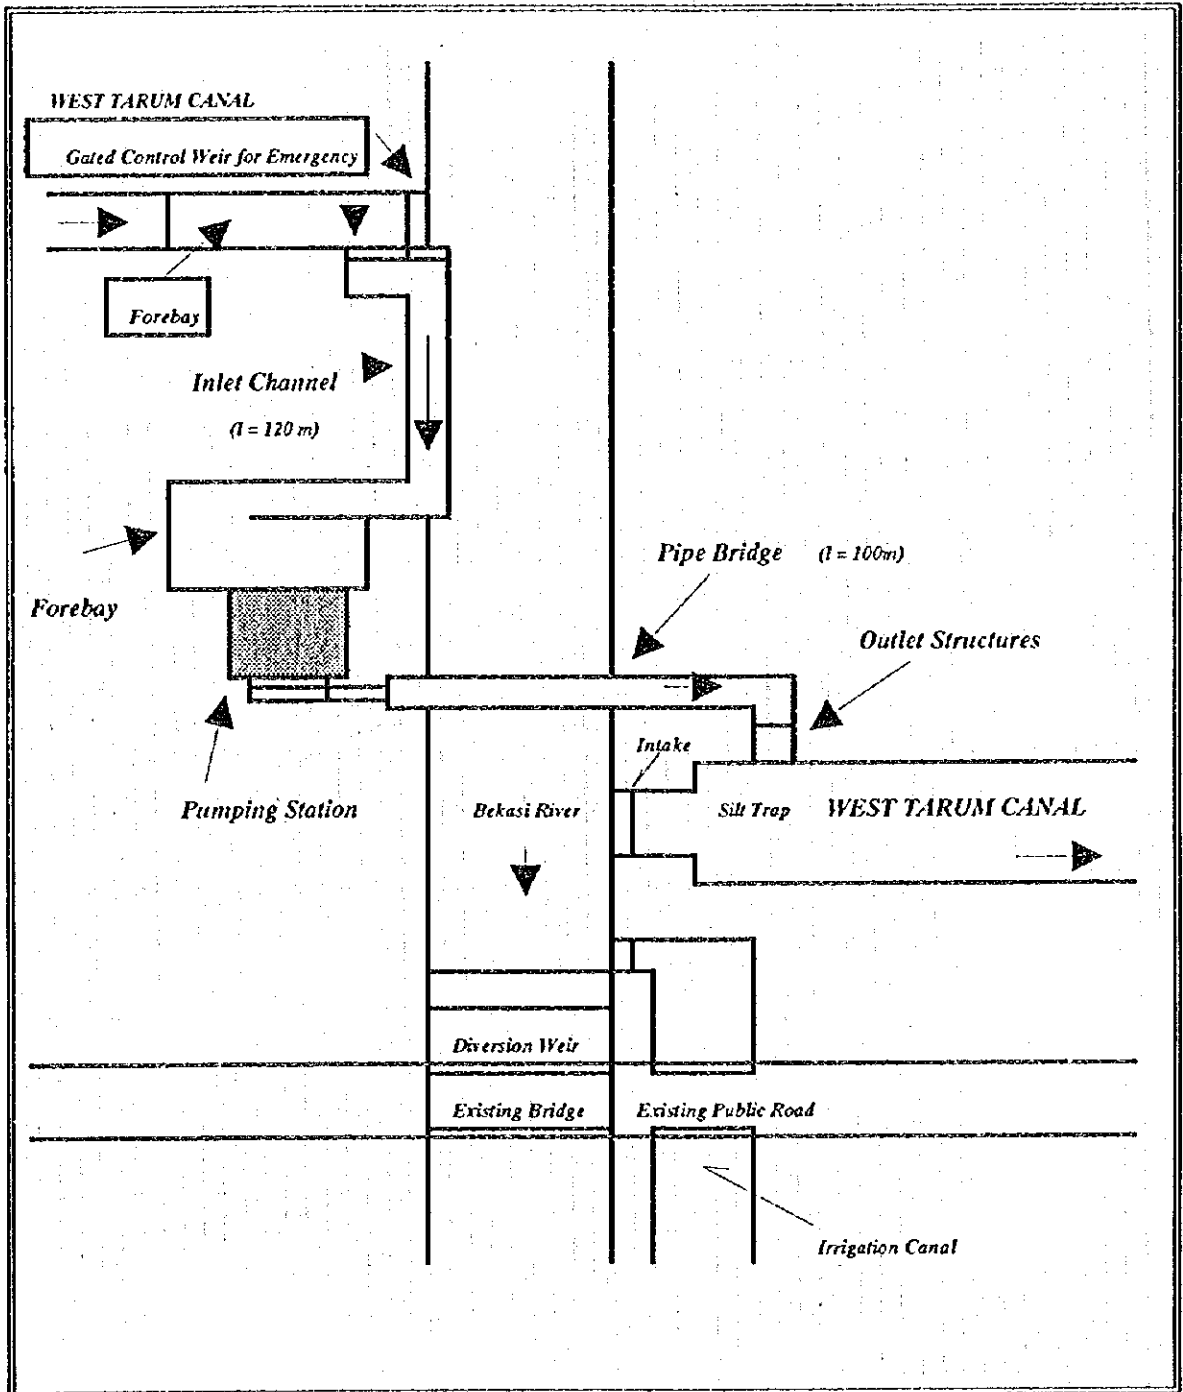 WEST TARUM CANAL
Gated Control Weir for Emergency
Forebay
Inlet Channel
(l = 120 m)
Forebay
Pipe Bridge (l = 100m)
Outlet Structures
Intake
Pumping Station
Bekasi River
Silt Trap
WEST TARUM CANAL
Diversion Weir
Existing Bridge
Existing Public Road
Irrigation Canal